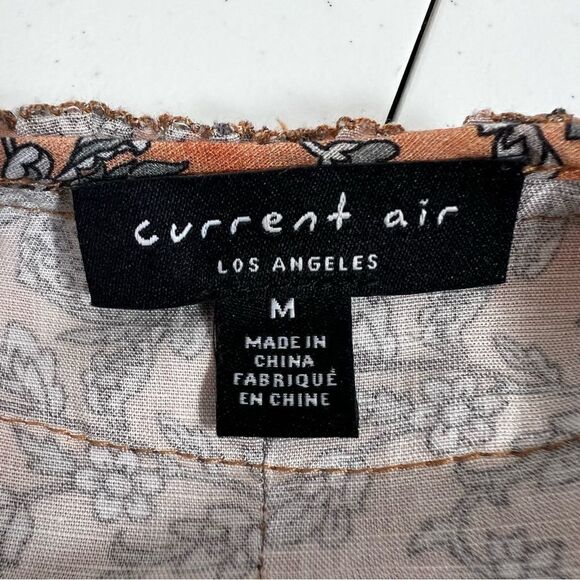 current air
LOS ANGELES
M
MADE IN
CHINA
FABRIQUÉ
EN CHINE